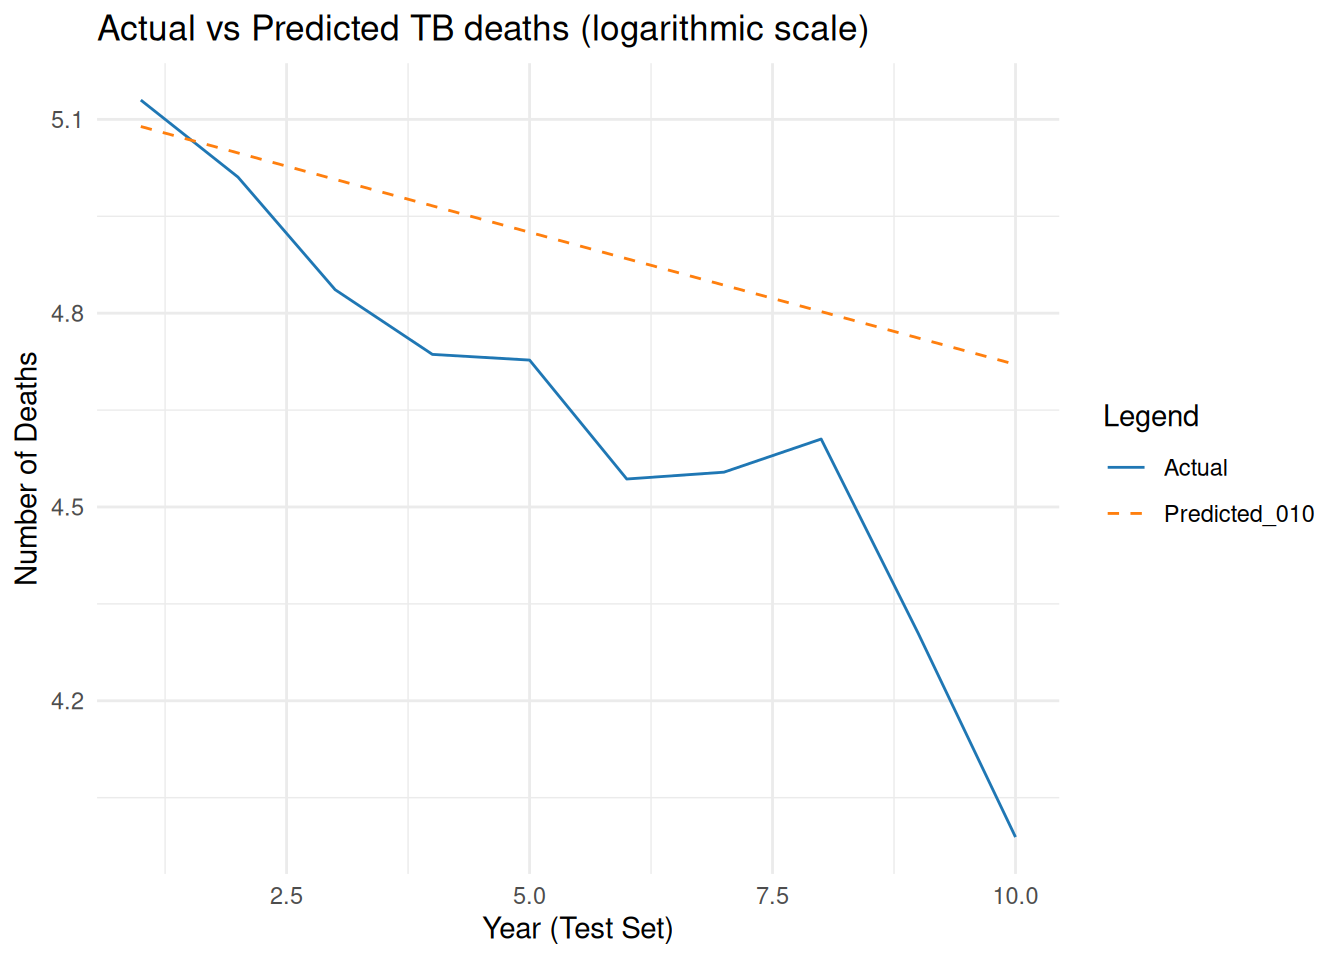 Actual vs Predicted TB deaths (logarithmic scale)
5.1
4.8
4.5
4.2
Number of Deaths
2.5
5.0
7.5
10.0
Year (Test Set)
Legend
Actual
Predicted_010